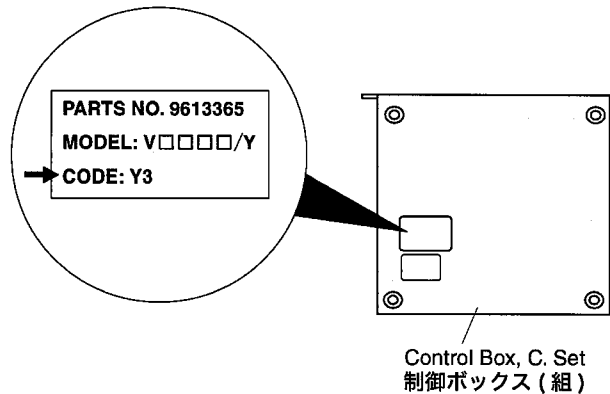 PARTS NO. 9613365
MODEL: V□□□□/Y
CODE: Y3
Control Box, C. Set
制御ボックス ( 組 )